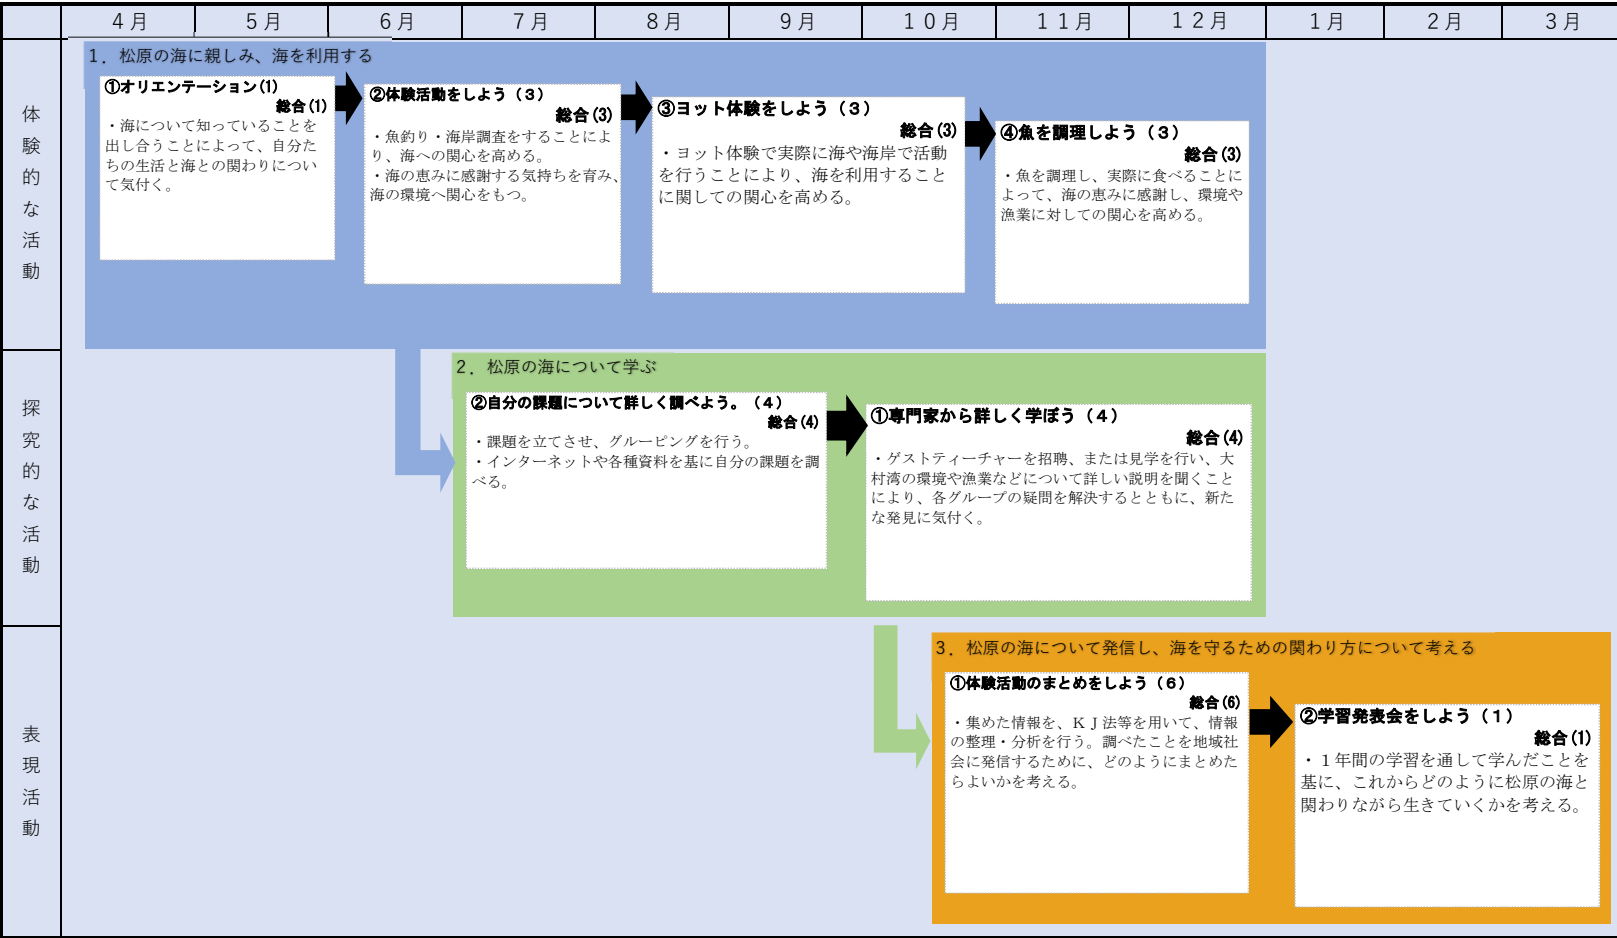 4月 5月 6月 7月 8月 9月 10月 11月 12月 1月 2月 3月
体験的な活動
1．松原の海に親しみ、海を利用する
①オリエンテーション(1)
総合(1)
・海について知っていることを
出し合うことによって、自分た
ちの生活と海との関わりについ
て気付く。
②体験活動をしよう（３）
総合(3)
・魚釣り・海岸調査をすることによ
り、海への関心を高める。
・海の恵みに感謝する気持ちを育み、
海の環境へ関心をもつ。
③ヨット体験をしよう（３）
総合(3)
・ヨット体験で実際に海や海岸で活動
を行うことにより、海を利用すること
に関しての関心を高める。
④魚を調理しよう（３）
総合(3)
・魚を調理し、実際に食べることに
よって、海の恵みに感謝し、環境や
漁業に対しての関心を高める。
探究的な活動
2．松原の海について学ぶ
②自分の課題について詳しく調べよう。（４）
総合(4)
・課題を立てさせ、グルーピングを行う。
・インターネットや各種資料を基に自分の課題を調
べる。
①専門家から詳しく学ぼう（４）
総合(4)
・ゲストティーチャーを招聘、または見学を行い、大
村湾の環境や漁業などについて詳しい説明を聞くこと
により、各グループの疑問を解決するとともに、新た
な発見に気付く。
表現活動
3．松原の海について発信し、海を守るための関わり方について考える
①体験活動のまとめをしよう（６）
総合(6)
・集めた情報を、ＫＪ法等を用いて、情報
の整理・分析を行う。調べたことを地域社
会に発信するために、どのようにまとめた
らよいかを考える。
②学習発表会をしよう（１）
総合(1)
・１年間の学習を通して学んだことを
基に、これからどのように松原の海と
関わりながら生きていくかを考える。